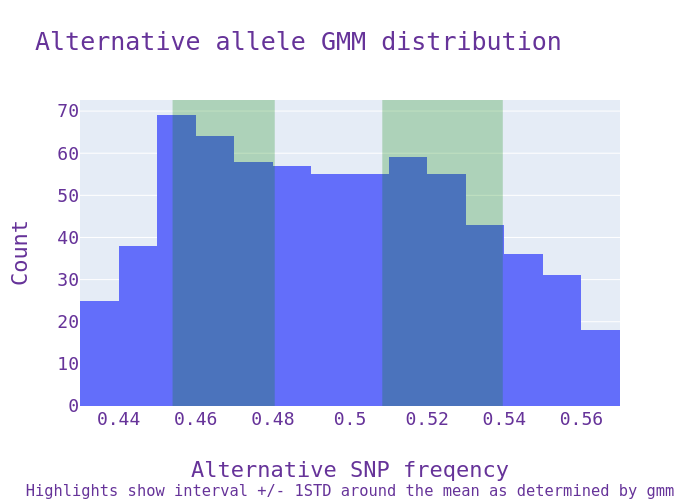 Alternative allele GMM distribution
70
60
50
40
30
20
10
0
Count
0.44 0.46 0.48 0.5 0.52 0.54 0.56
Alternative SNP freqency
Highlights show interval +/- 1STD around the mean as determined by gmm